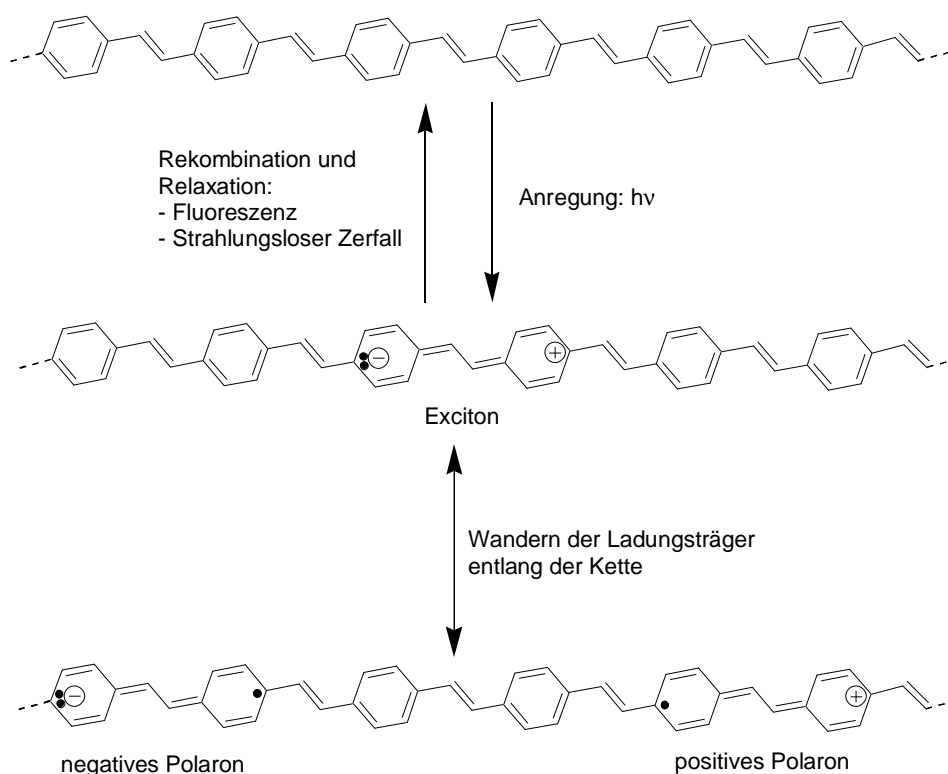 Rekombination und
Relaxation:
- Fluoreszenz
- Strahlungsloser Zerfall
Anregung: hν
Exciton
Wandern der Ladungsträger
entlang der Kette
negatives Polaron
positives Polaron